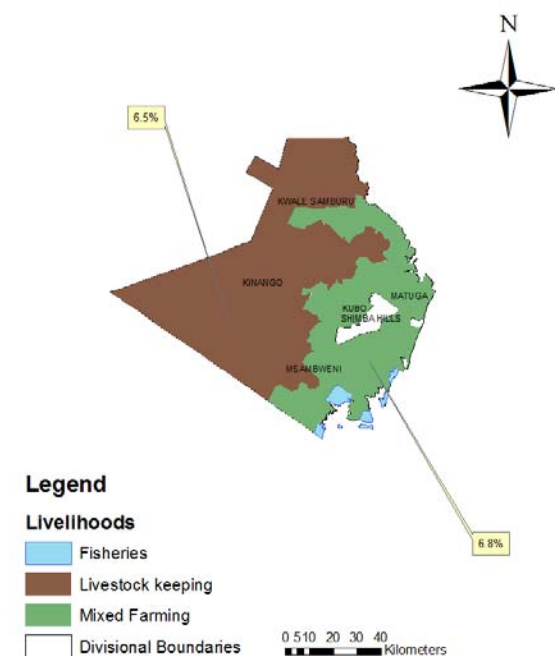 N
6.5%
KWALE SAMBURU
KINANGO
MATUGA
KUBO
SHIMBA HILLS
MSAMBWENI
6.8%
Legend
Livelihoods
Fisheries
Livestock keeping
Mixed Farming
Divisional Boundaries
0 5 10 20 30 40
Kilometers